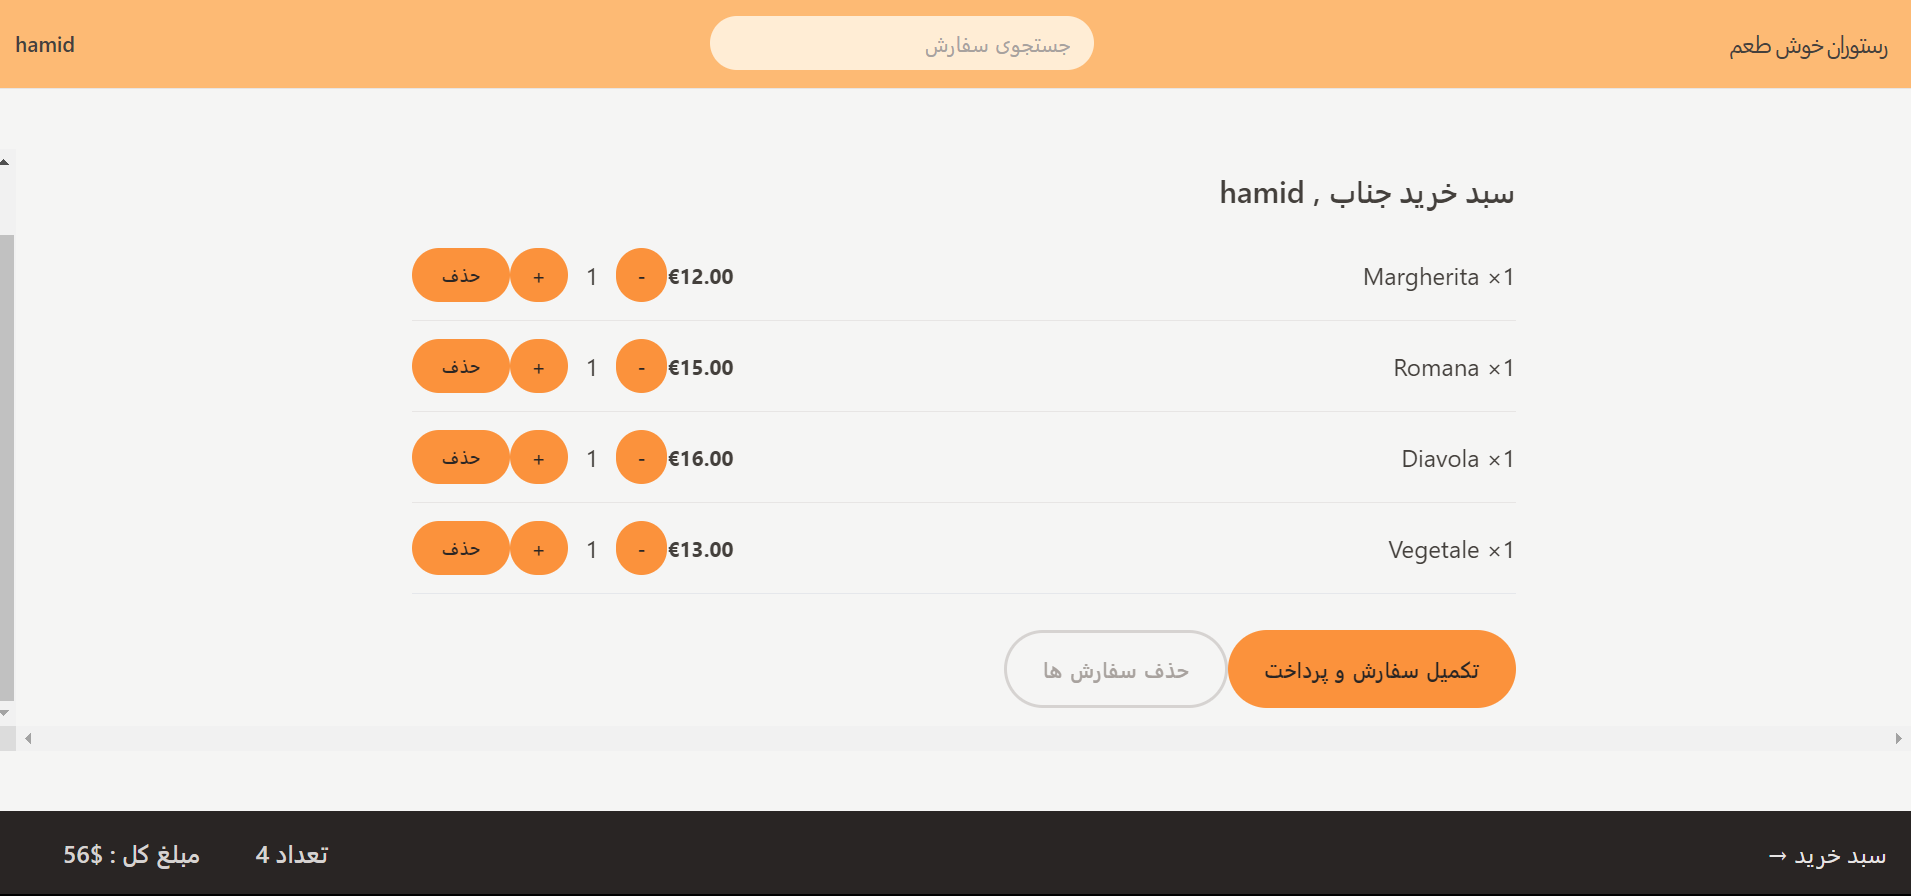 رستوران خوش طعم
جستجوی سفارش
hamid
سبد خرید جناب , hamid
1× Margherita
€12.00
-
1
+
حذف
1× Romana
€15.00
-
1
+
حذف
1× Diavola
€16.00
-
1
+
حذف
1× Vegetale
€13.00
-
1
+
حذف
تکمیل سفارش و پرداخت
حذف سفارش ها
سبد خرید →
تعداد 4
مبلغ کل : $56